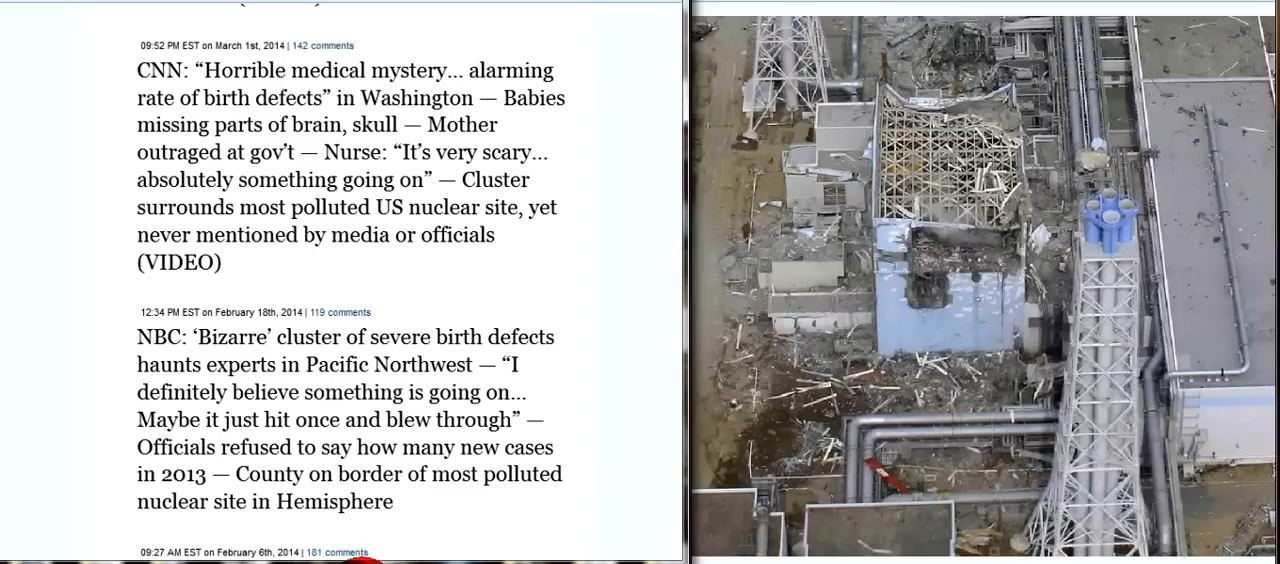 09:52 PM EST on March 1st, 2014 | 142 comments
CNN: “Horrible medical mystery… alarming
rate of birth defects” in Washington — Babies
missing parts of brain, skull — Mother
outraged at gov’t — Nurse: “It’s very scary…
absolutely something going on” — Cluster
surrounds most polluted US nuclear site, yet
never mentioned by media or officials
(VIDEO)
12:34 PM EST on February 18th, 2014 | 119 comments
NBC: ‘Bizarre’ cluster of severe birth defects
haunts experts in Pacific Northwest — “I
definitely believe something is going on…
Maybe it just hit once and blew through” —
Officials refused to say how many new cases
in 2013 — County on border of most polluted
nuclear site in Hemisphere
09:27 AM EST on February 6th, 2014 | 181 comments